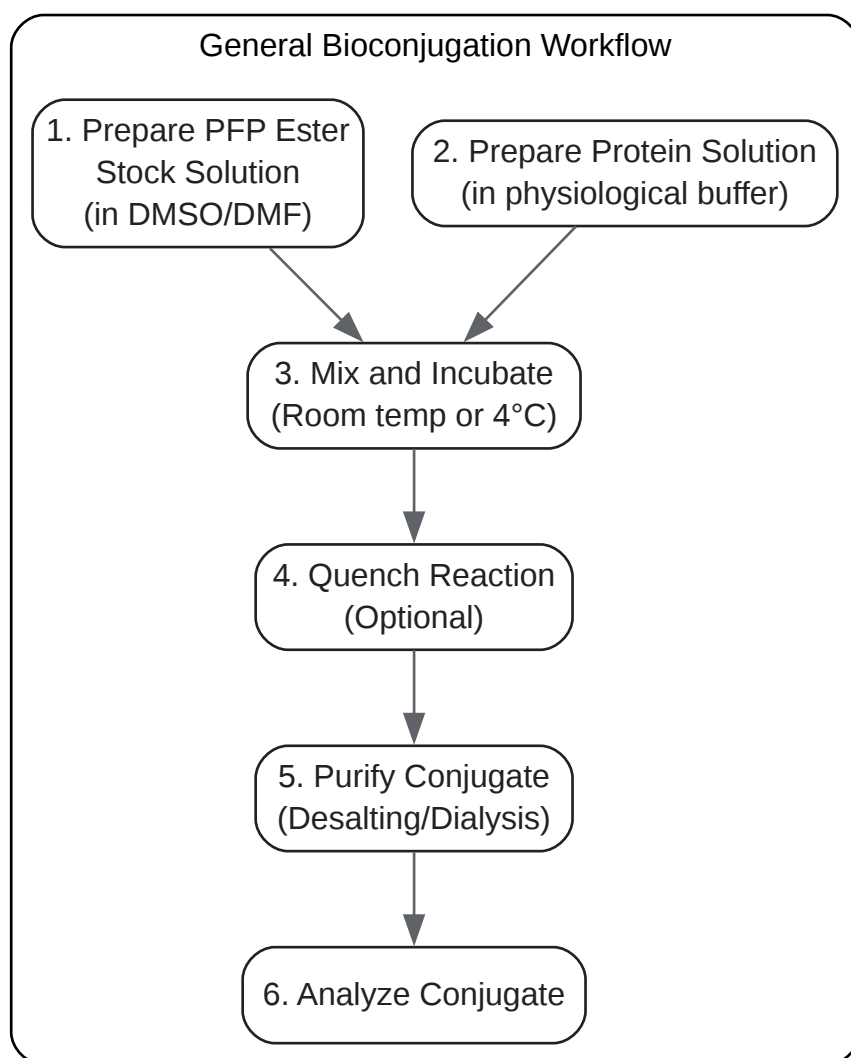 General Bioconjugation Workflow
1. Prepare PFP Ester
Stock Solution
(in DMSO/DMF)
2. Prepare Protein Solution
(in physiological buffer)
3. Mix and Incubate
(Room temp or 4°C)
4. Quench Reaction
(Optional)
5. Purify Conjugate
(Desalting/Dialysis)
6. Analyze Conjugate